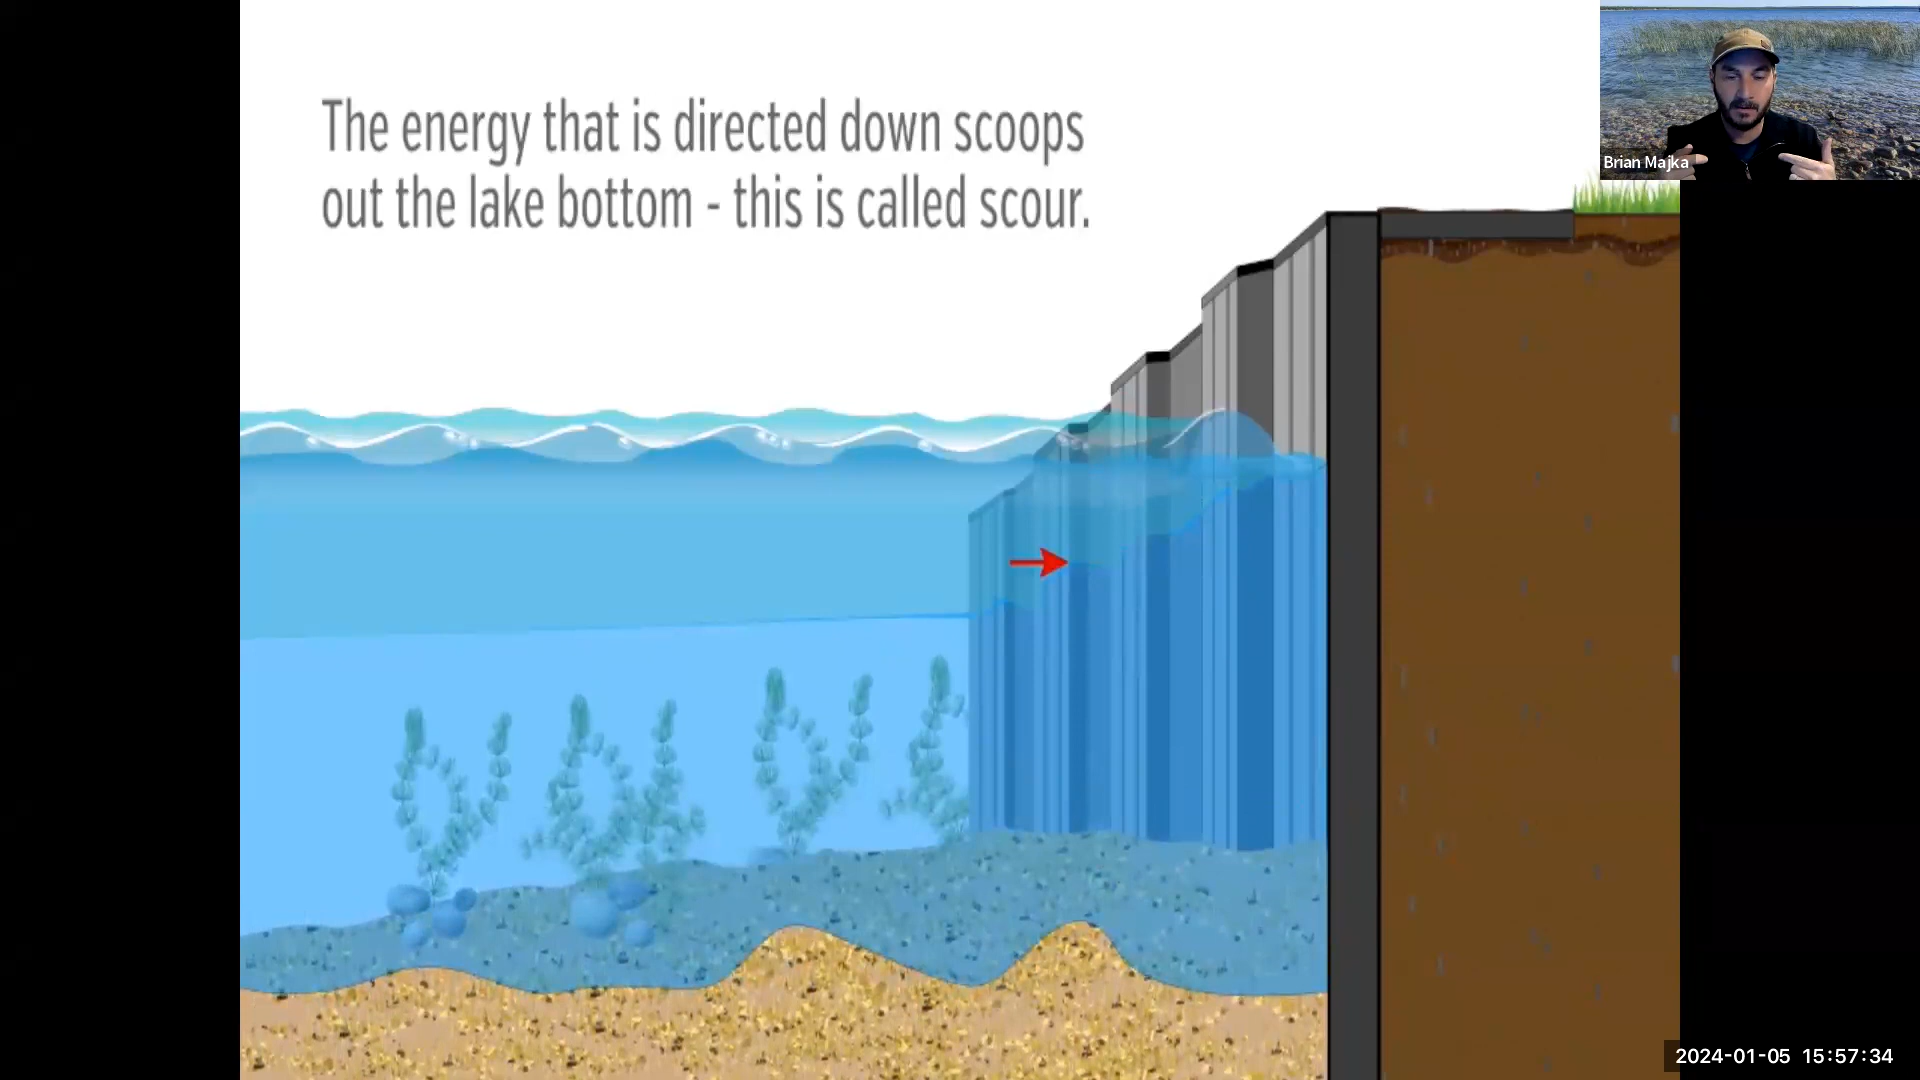 The energy that is directed down scoops
out the lake bottom - this is called scour.
Brian Majka
2024-01-05 15:57:34